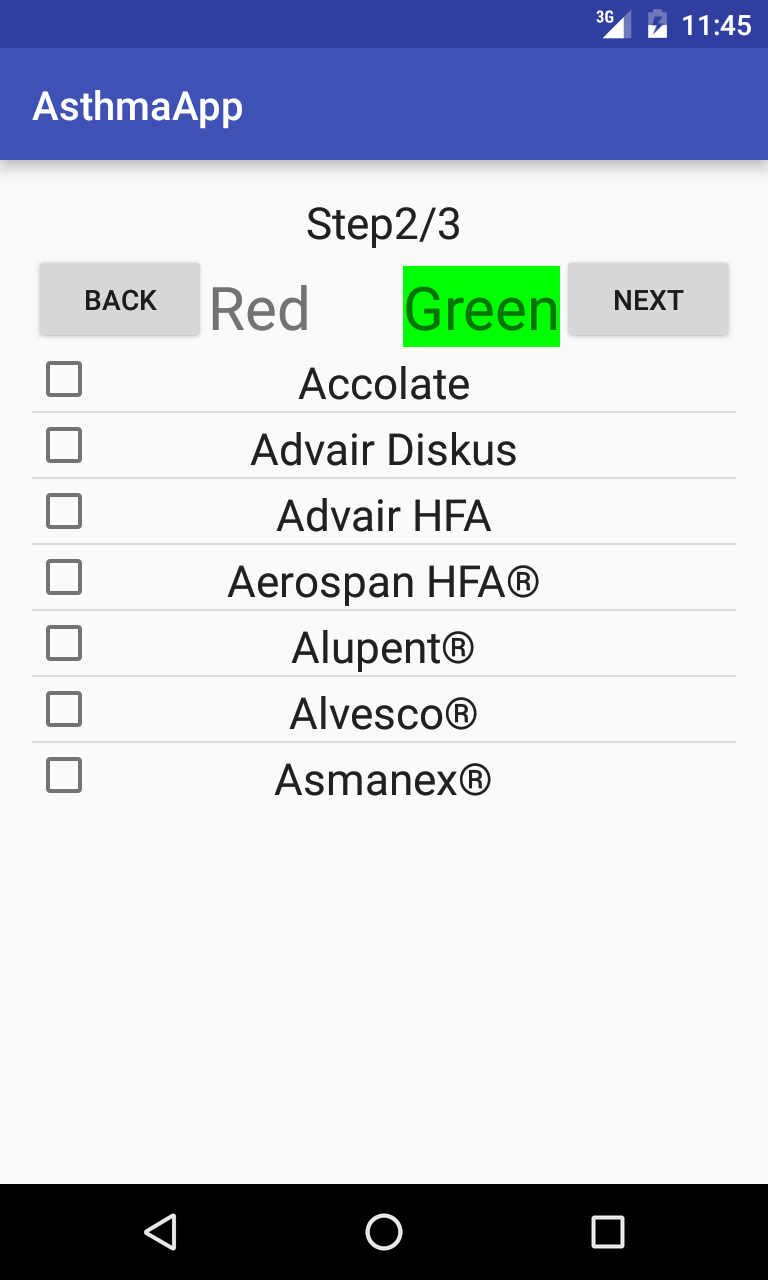 3G 11:45
AsthmaApp
Step2/3
BACK Red Green NEXT
Accolate
Advair Diskus
Advair HFA
Aerospan HFA®
Alupent®
Alvesco®
Asmanex®